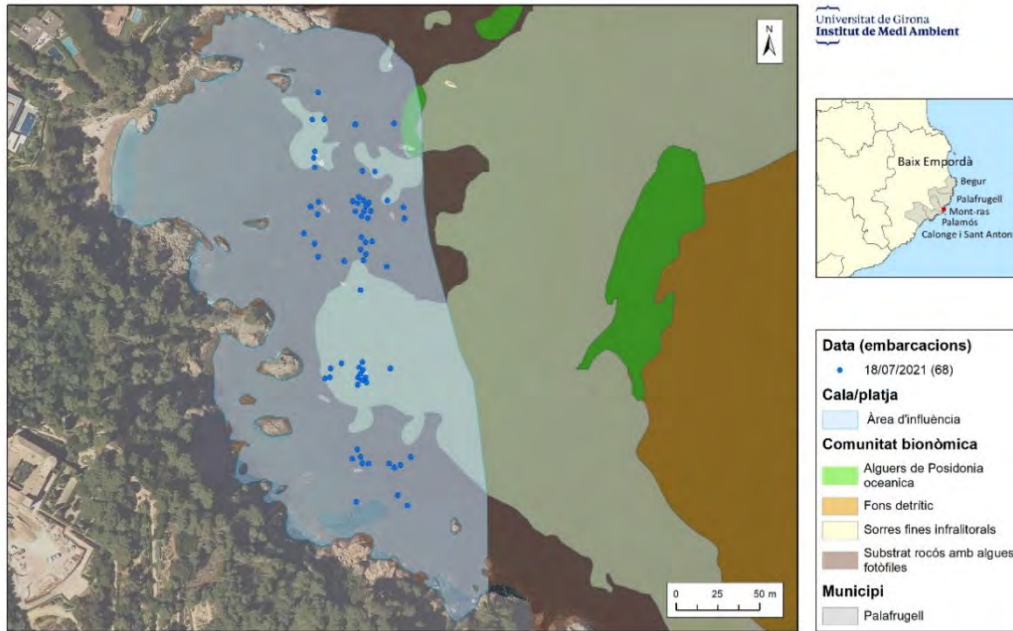 N
0
25
50 m
Universitat de Girona
Institut de Medi Ambient
Baix Empordà
Begur
Palafrugell
Mont-ras
Palamós
Calonge i Sant Anton
Data (embarcacions)
18/07/2021 (68)
Cala/platja
Àrea d'influència
Comunitat bionòmica
Alguers de Posidonia
oceanica
Fons detrític
Sorres fines infralitorals
Substrat rocós amb algues
fotòfiles
Municipi
Palafrugell